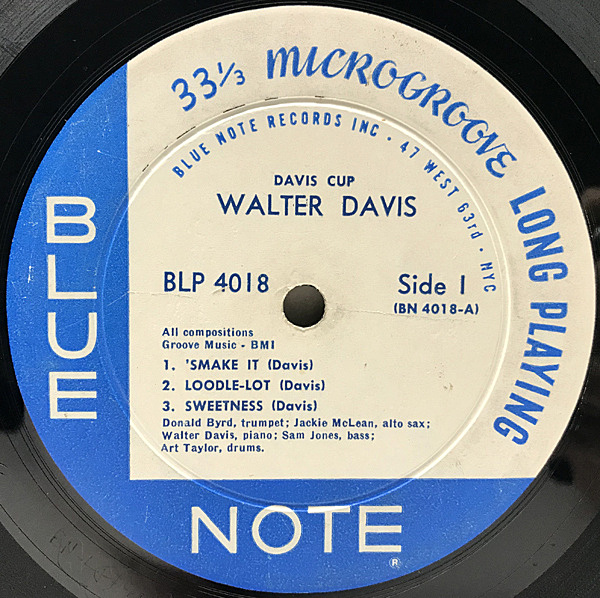 33⅓ MICROGROOVE LONG PLAYING
BLUE NOTE RECORDS INC • 47 WEST 63rd • NYC
DAVIS CUP
WALTER DAVIS
BLP 4018
Side 1
(BN 4018-A)
All compositions
Groove Music - BMI
1. 'SMAKE IT (Davis)
2. LOODLE-LOT (Davis)
3. SWEETNESS (Davis)
Donald Byrd, trumpet; Jackie McLean, alto sax;
Walter Davis, piano; Sam Jones, bass;
Art Taylor, drums.
BLUE
NOTE
®